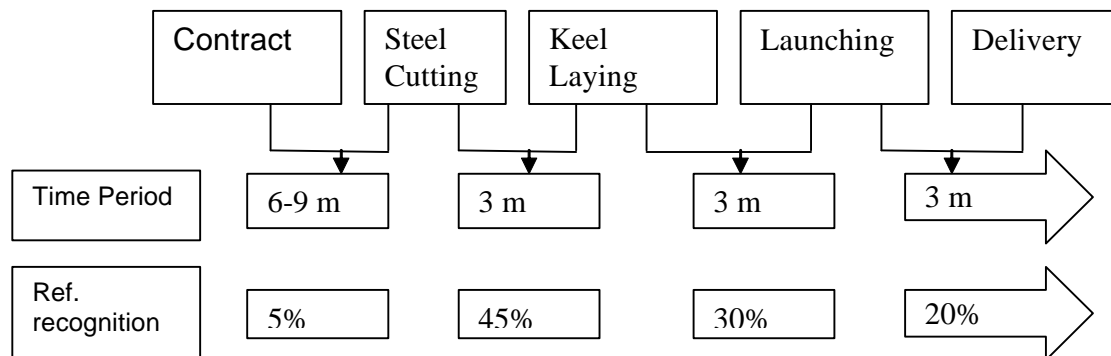 Contract
Steel
Cutting
Keel
Laying
Launching
Delivery
Time Period
6-9 m
3 m
3 m
3 m
Ref.
recognition
5%
45%
30%
20%